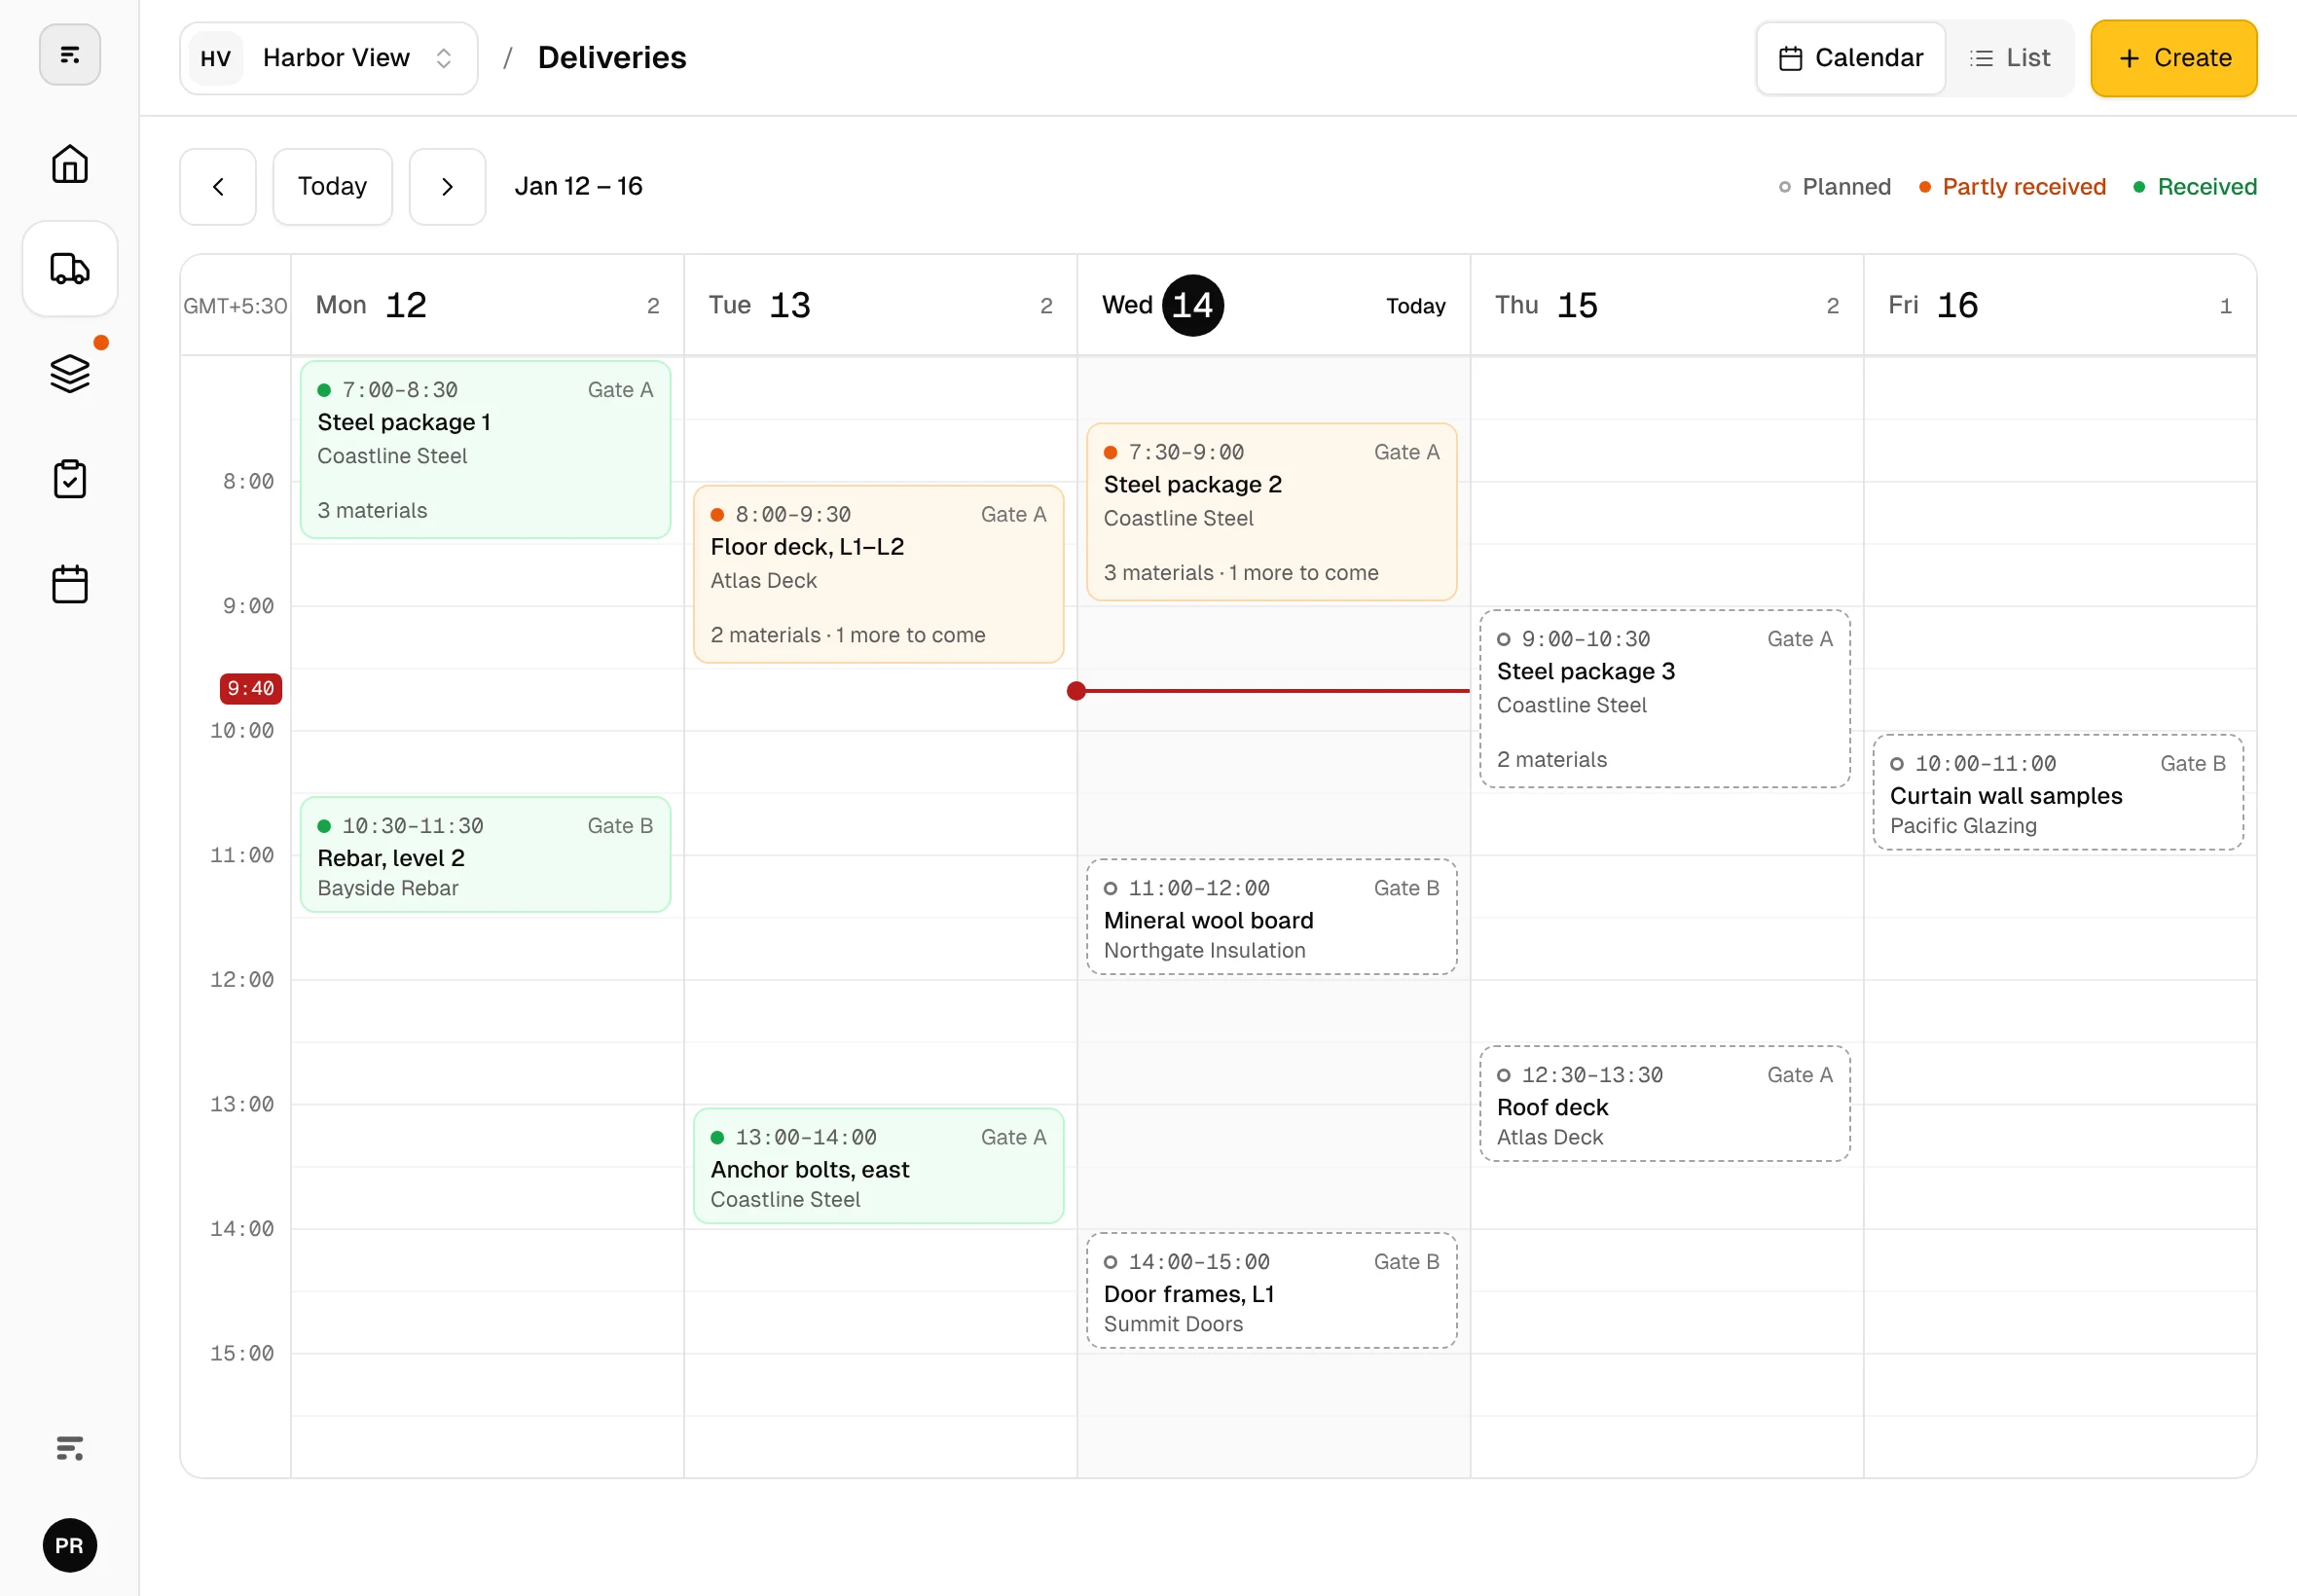 HV Harbor View / Deliveries
Calendar List + Create
Today Jan 12 – 16
Planned Partly received Received
GMT+5:30 Mon 12 2 Tue 13 2 Wed 14 Today Thu 15 2 Fri 16 1
8:00
9:00
9:40
10:00
11:00
12:00
13:00
14:00
15:00
7:00–8:30 Gate A
Steel package 1
Coastline Steel
3 materials
10:30–11:30 Gate B
Rebar, level 2
Bayside Rebar
8:00–9:30 Gate A
Floor deck, L1–L2
Atlas Deck
2 materials · 1 more to come
13:00–14:00 Gate A
Anchor bolts, east
Coastline Steel
7:30–9:00 Gate A
Steel package 2
Coastline Steel
3 materials · 1 more to come
11:00–12:00 Gate B
Mineral wool board
Northgate Insulation
14:00–15:00 Gate B
Door frames, L1
Summit Doors
9:00–10:30 Gate A
Steel package 3
Coastline Steel
2 materials
12:30–13:30 Gate A
Roof deck
Atlas Deck
10:00–11:00 Gate B
Curtain wall samples
Pacific Glazing
PR